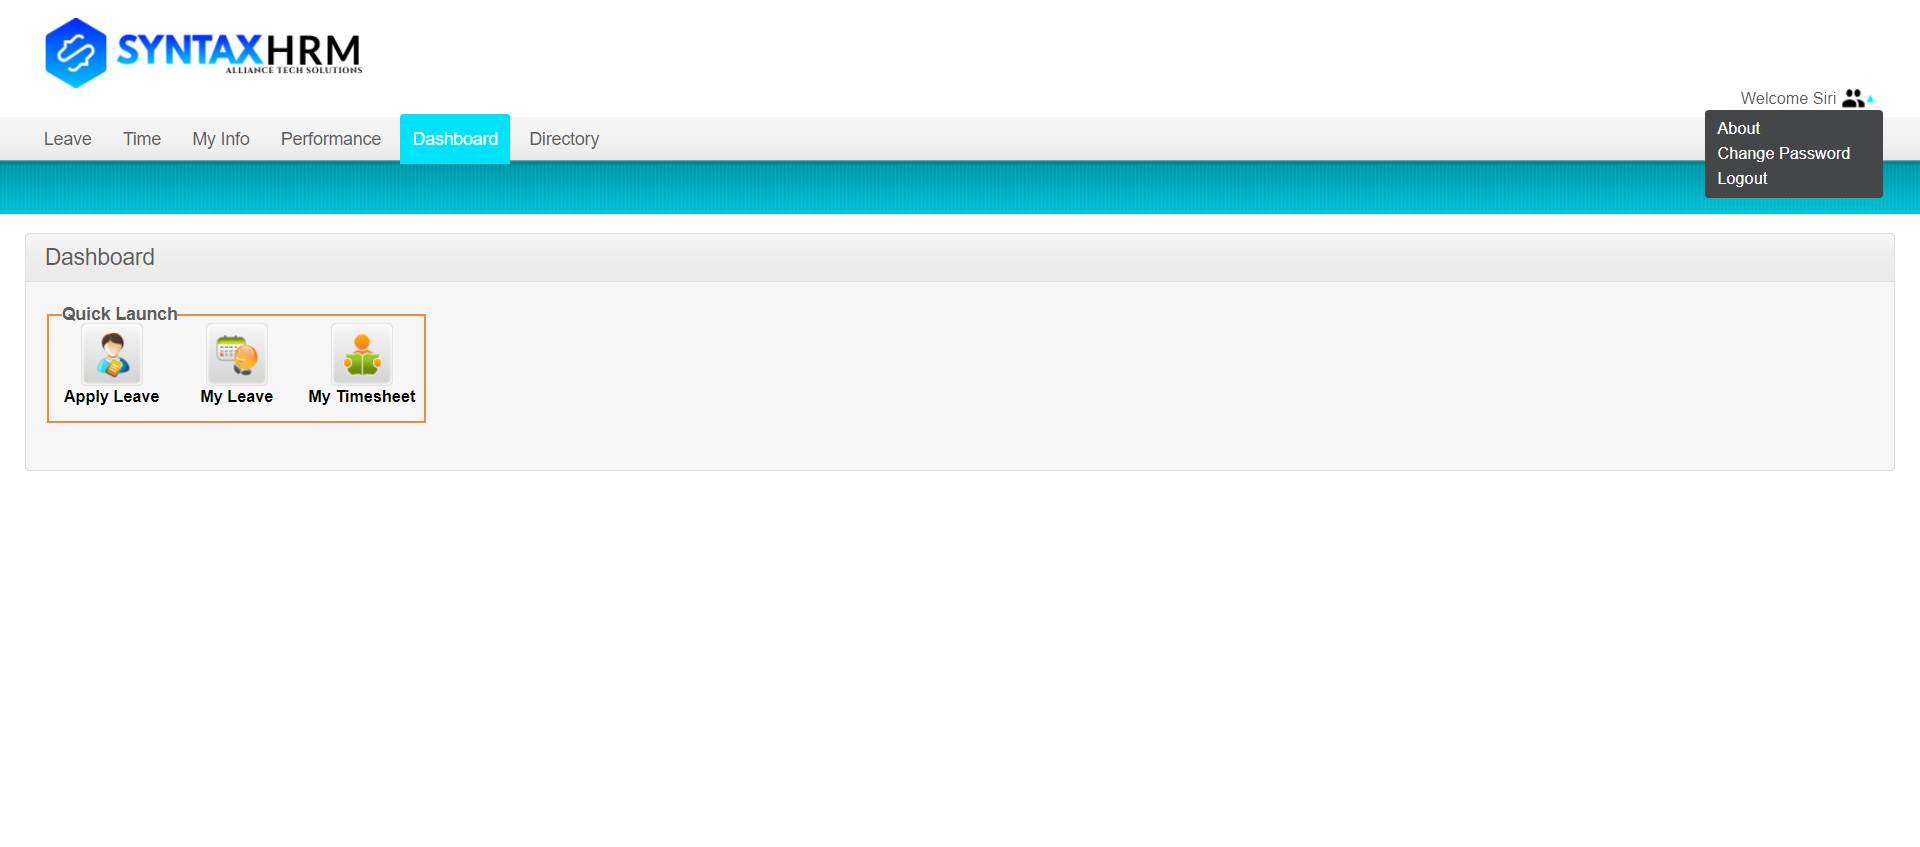 SYNTAXHRM
ALLIANCE TECH SOLUTIONS
Welcome Siri
About
Change Password
Logout
Leave Time My Info Performance Dashboard Directory
Dashboard
Quick Launch
Apply Leave My Leave My Timesheet